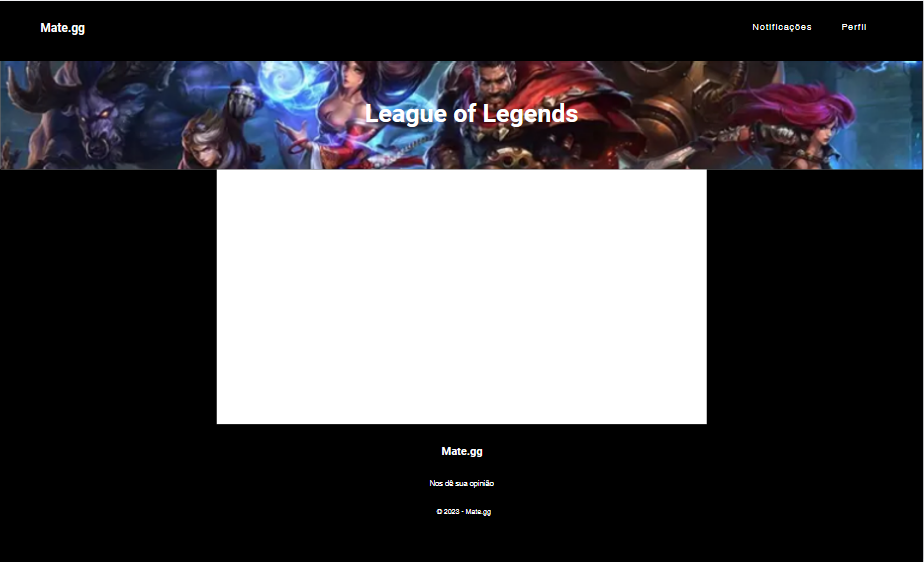 Mate.gg
Notificações Perfil
League of Legends
Mate.gg
Nos dê sua opinião
© 2023 - Mate.gg